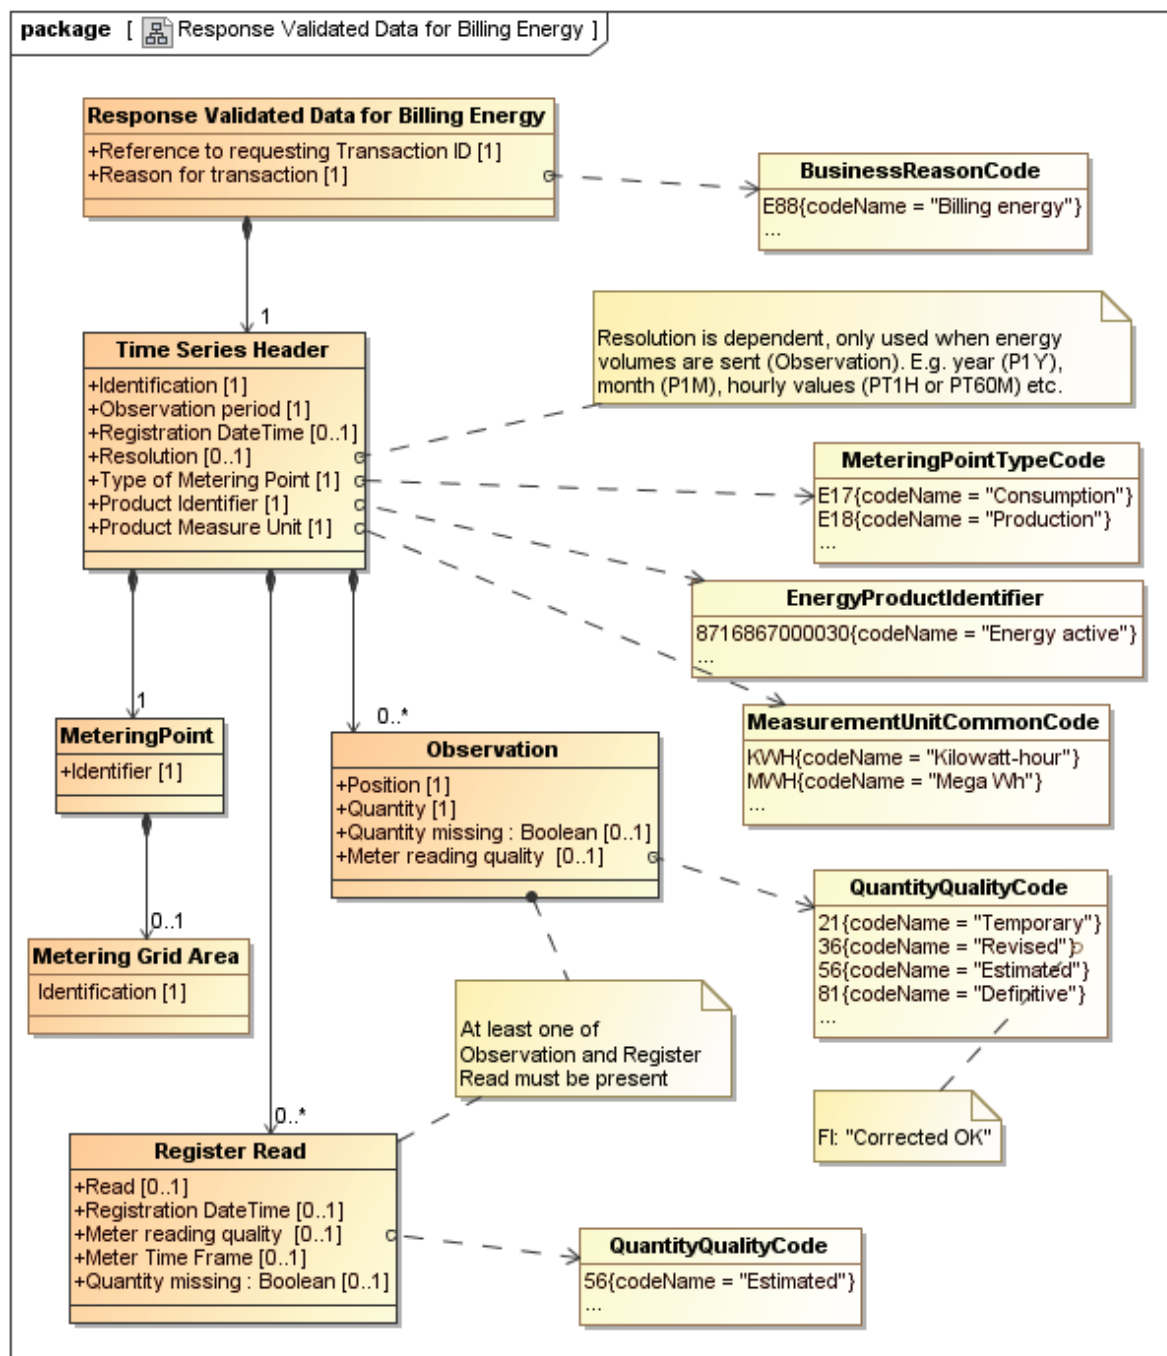 package [ Response Validated Data for Billing Energy ]
Response Validated Data for Billing Energy
+Reference to requesting Transaction ID [1]
+Reason for transaction [1]
BusinessReasonCode
E88{codeName = "Billing energy"}
...
1
Time Series Header
+Identification [1]
+Observation period [1]
+Registration DateTime [0..1]
+Resolution [0..1]
+Type of Metering Point [1]
+Product Identifier [1]
+Product Measure Unit [1]
Resolution is dependent, only used when energy
volumes are sent (Observation). E.g. year (P1Y),
month (P1M), hourly values (PT1H or PT60M) etc.
MeteringPointTypeCode
E17{codeName = "Consumption"}
E18{codeName = "Production"}
...
EnergyProductIdentifier
8716867000030{codeName = "Energy active"}
...
MeasurementUnitCommonCode
KWH{codeName = "Kilowatt-hour"}
MWH{codeName = "Mega Wh"}
...
1
MeteringPoint
+Identifier [1]
0..1
Metering Grid Area
Identification [1]
0..*
Observation
+Position [1]
+Quantity [1]
+Quantity missing : Boolean [0..1]
+Meter reading quality [0..1]
QuantityQualityCode
21{codeName = "Temporary"}
36{codeName = "Revised"}
56{codeName = "Estimated"}
81{codeName = "Definitive"}
...
At least one of
Observation and Register
Read must be present
FI: "Corrected OK"
0..*
Register Read
+Read [0..1]
+Registration DateTime [0..1]
+Meter reading quality [0..1]
+Meter Time Frame [0..1]
+Quantity missing : Boolean [0..1]
QuantityQualityCode
56{codeName = "Estimated"}
...